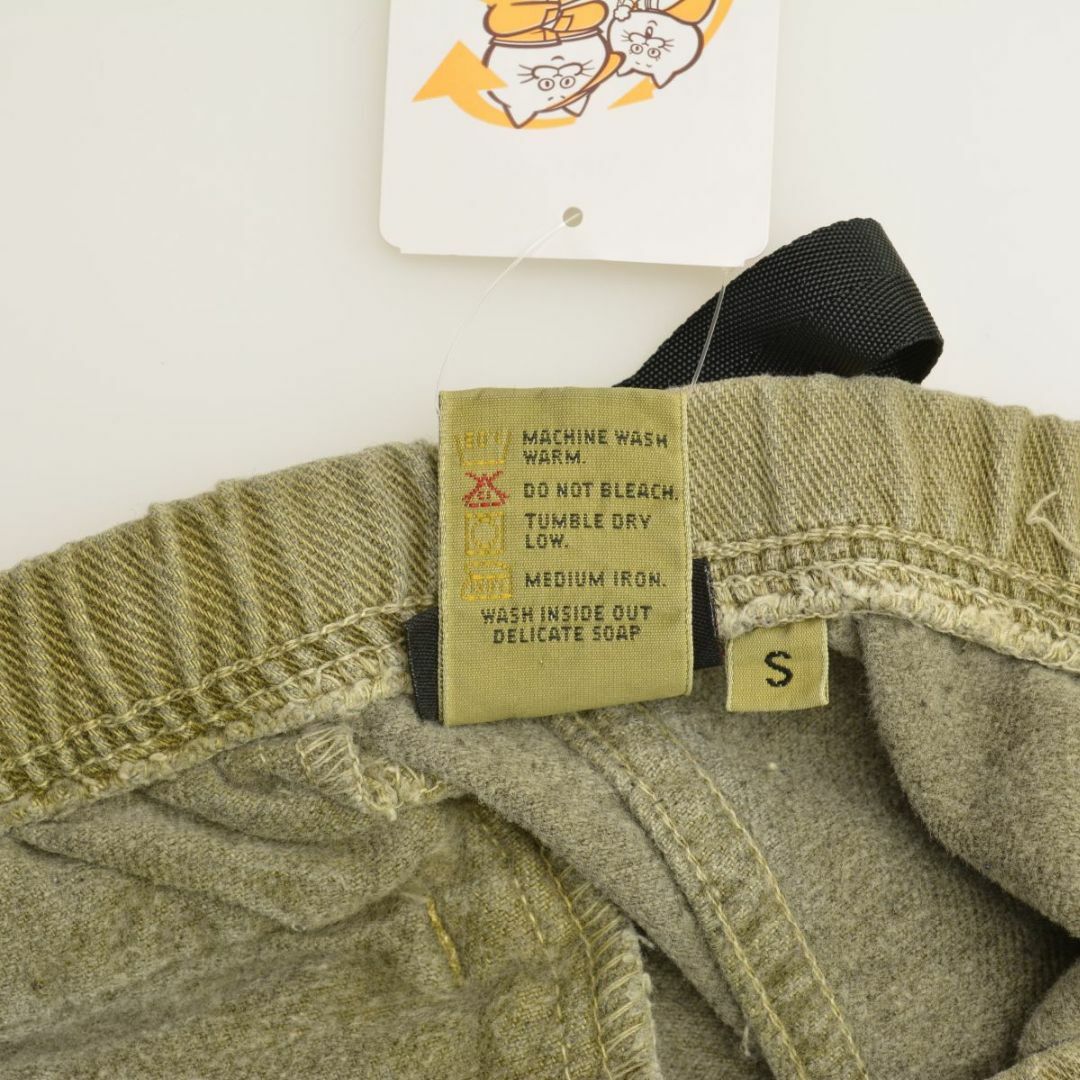 MACHINE WASH
WARM.
DO NOT BLEACH.
TUMBLE DRY
LOW.
MEDIUM IRON.
WASH INSIDE OUT
DELICATE SOAP
S